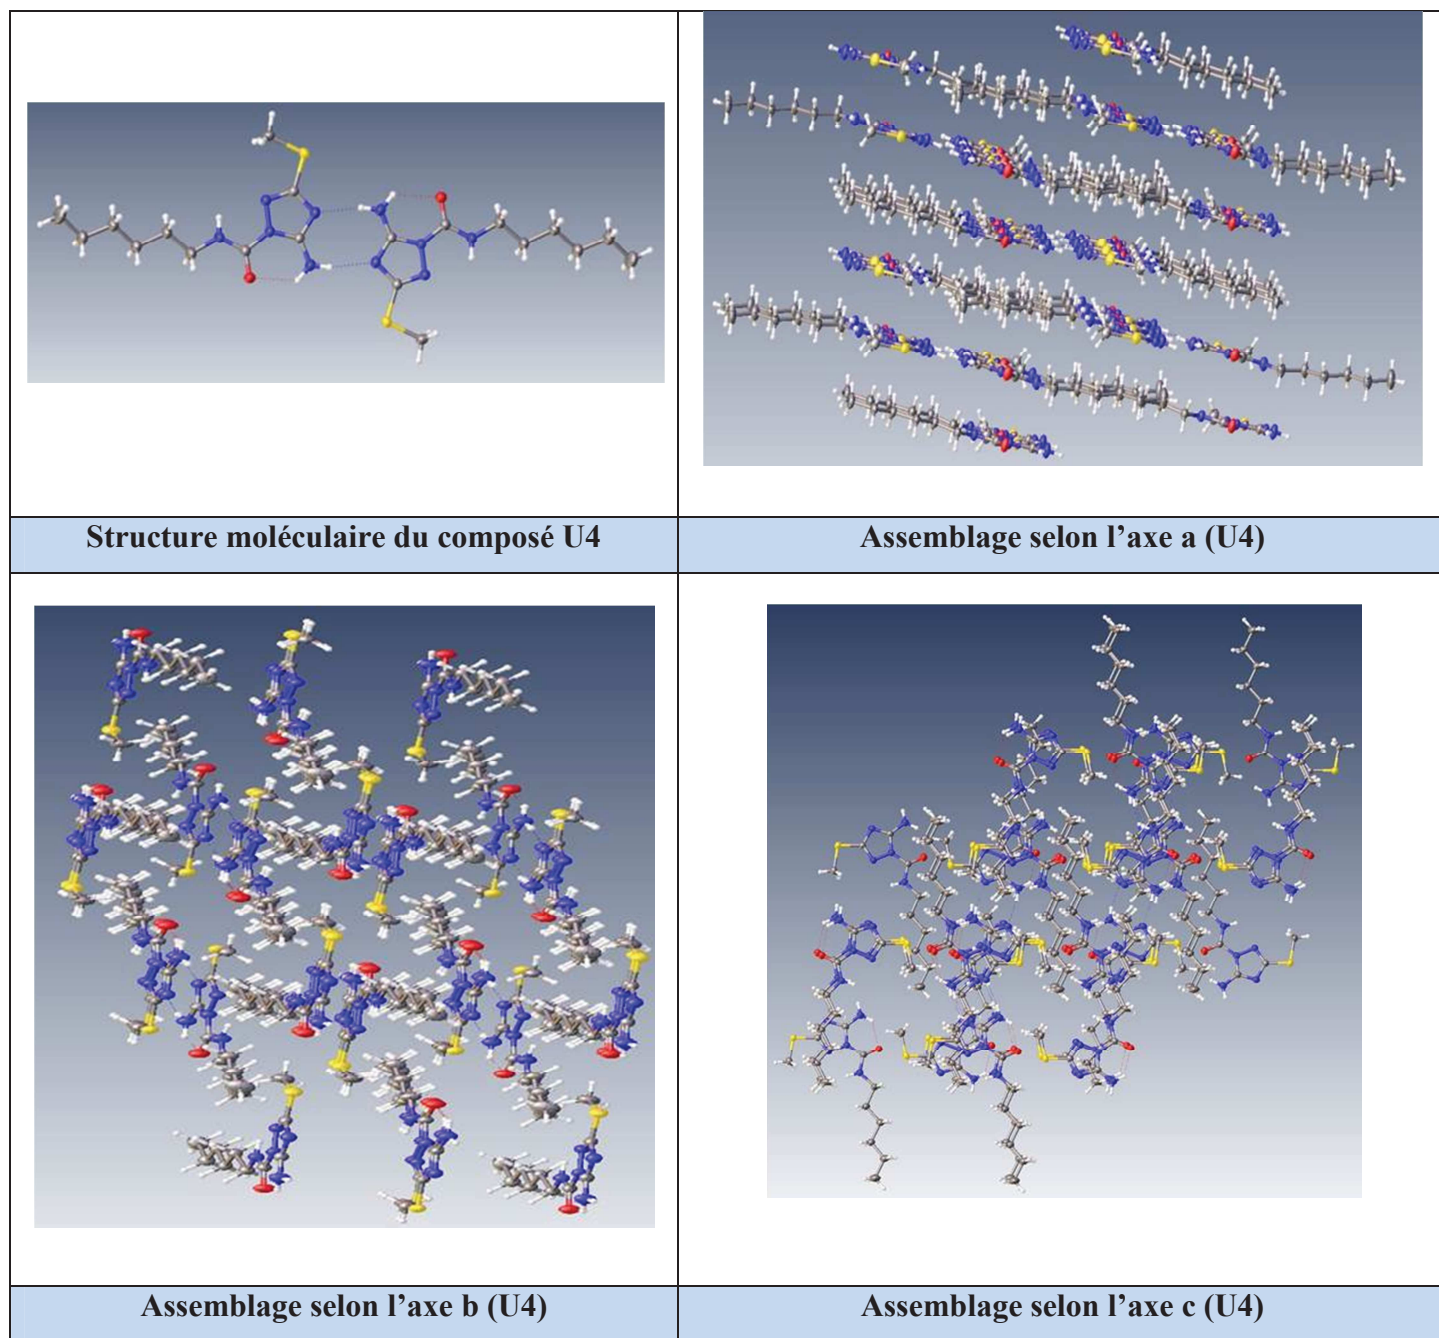 Structure moléculaire du composé U4
Assemblage selon l’axe a (U4)
Assemblage selon l’axe b (U4)
Assemblage selon l’axe c (U4)